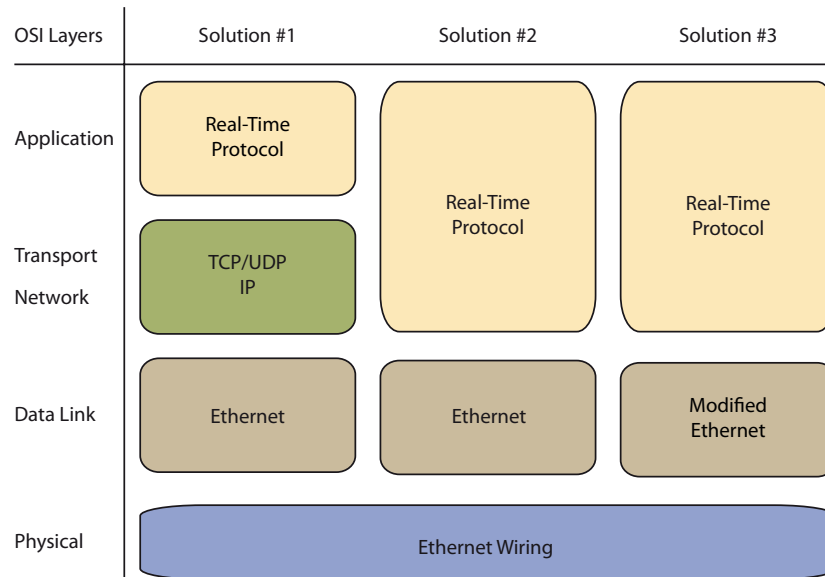 OSI Layers Solution #1 Solution #2 Solution #3
Application
Real-Time
Protocol
Real-Time
Protocol
Real-Time
Protocol
Transport
Network
TCP/UDP
IP
Data Link
Ethernet
Ethernet
Modified
Ethernet
Physical
Ethernet Wiring